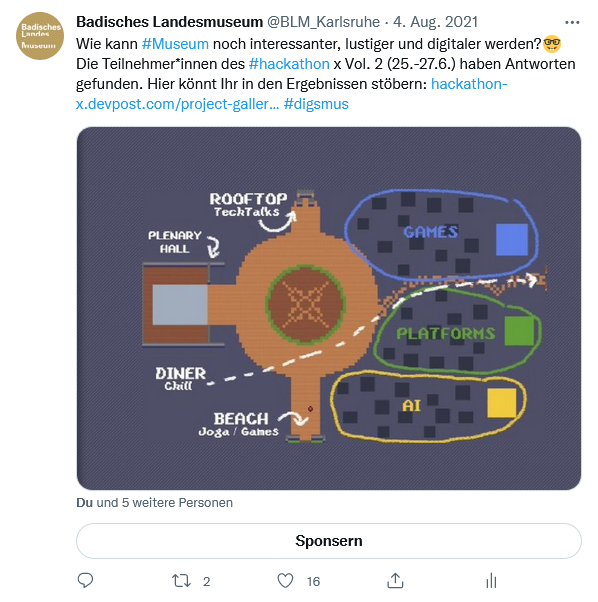 Badisches
Landes
Museum
Badisches Landesmuseum @BLM_Karlsruhe · 4. Aug. 2021
Wie kann #Museum noch interessanter, lustiger und digitaler werden?🤓
Die Teilnehmer*innen des #hackathon x Vol. 2 (25.-27.6.) haben Antworten
gefunden. Hier könnt Ihr in den Ergebnissen stöbern: hackathon-
x.devpost.com/project-galler... #digsmus
ROOFTOP
TechTalks
PLENARY
HALL
GAMES
PLATFORMS
DINER
Chill
AI
BEACH
Joga / Games
Du und 5 weitere Personen
Sponsern
2
16